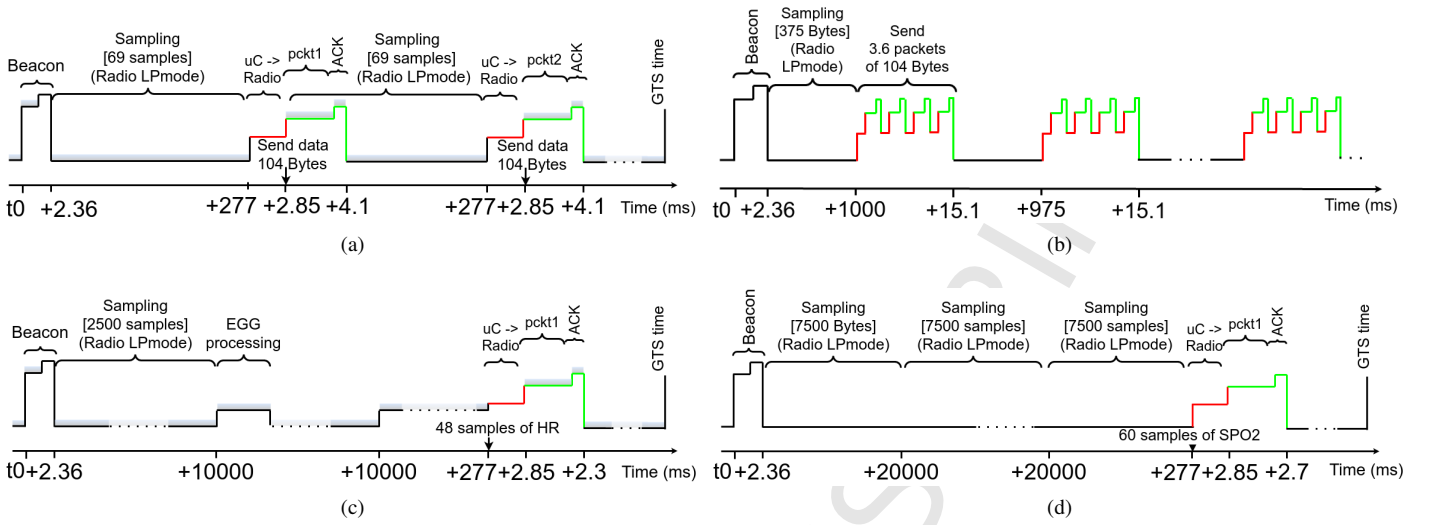 Beacon
Sampling
[69 samples]
(Radio LPmode)
uC ->
Radio
pckt1
ACK
Sampling
[69 samples]
(Radio LPmode)
uC ->
Radio
pckt2
ACK
GTS time
Send data
104 Bytes
Send data
104 Bytes
t0 +2.36 +277 +2.85 +4.1 +277 +2.85 +4.1 Time (ms)
(a)
Beacon
Sampling
[375 Bytes]
(Radio
LPmode)
Send
3.6 packets
of 104 Bytes
t0 +2.36 +1000 +15.1 +975 +15.1 Time (ms)
(b)
Beacon
Sampling
[2500 samples]
(Radio LPmode)
EGG
processing
uC ->
Radio
pckt1
ACK
GTS time
48 samples of HR
t0 +2.36 +10000 +10000 +277 +2.85 +2.3 Time (ms)
(c)
Beacon
Sampling
[7500 Bytes]
(Radio LPmode)
Sampling
[7500 samples]
(Radio LPmode)
Sampling
[7500 samples]
(Radio LPmode)
uC ->
Radio
pckt1
ACK
GTS time
60 samples of SPO2
t0 +2.36 +20000 +20000 +277 +2.85 +2.7 Time (ms)
(d)